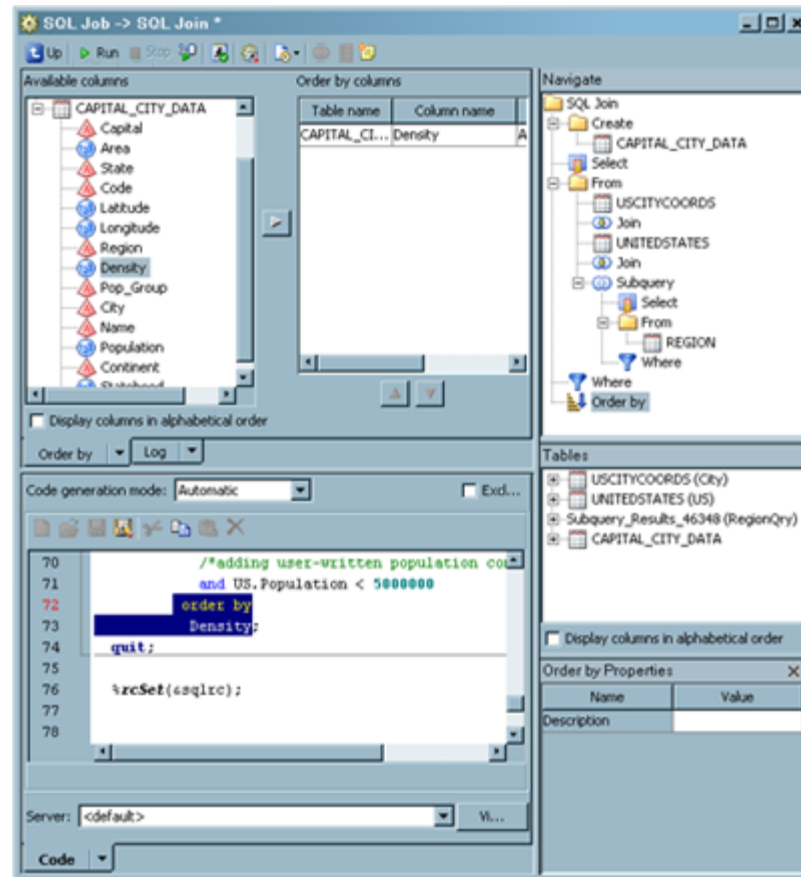 SQL Job -> SQL Join *
Up Run Stop
Available columns
CAPITAL_CITY_DATA
Capital
Area
State
Code
Latitude
Longitude
Region
Density
Pop_Group
City
Name
Population
Continent
Statehood
Display columns in alphabetical order
Order by columns
Table name Column name
CAPITAL_CI... Density A
Order by Log
Code generation mode: Automatic Excl...
70 /*adding user-written population co
71 and US.Population < 5000000
72 order by
73 Density;
74 quit;
75
76 %rcSet(&sqlrc);
77
78
Server: <default> Vi...
Code
Navigate
SQL Join
Create
CAPITAL_CITY_DATA
Select
From
USCITYCOORDS
Join
UNITEDSTATES
Join
Subquery
Select
From
REGION
Where
Where
Order by
Tables
USCITYCOORDS (City)
UNITEDSTATES (US)
Subquery_Results_46348 (RegionQry)
CAPITAL_CITY_DATA
Display columns in alphabetical order
Order by Properties
Name Value
Description